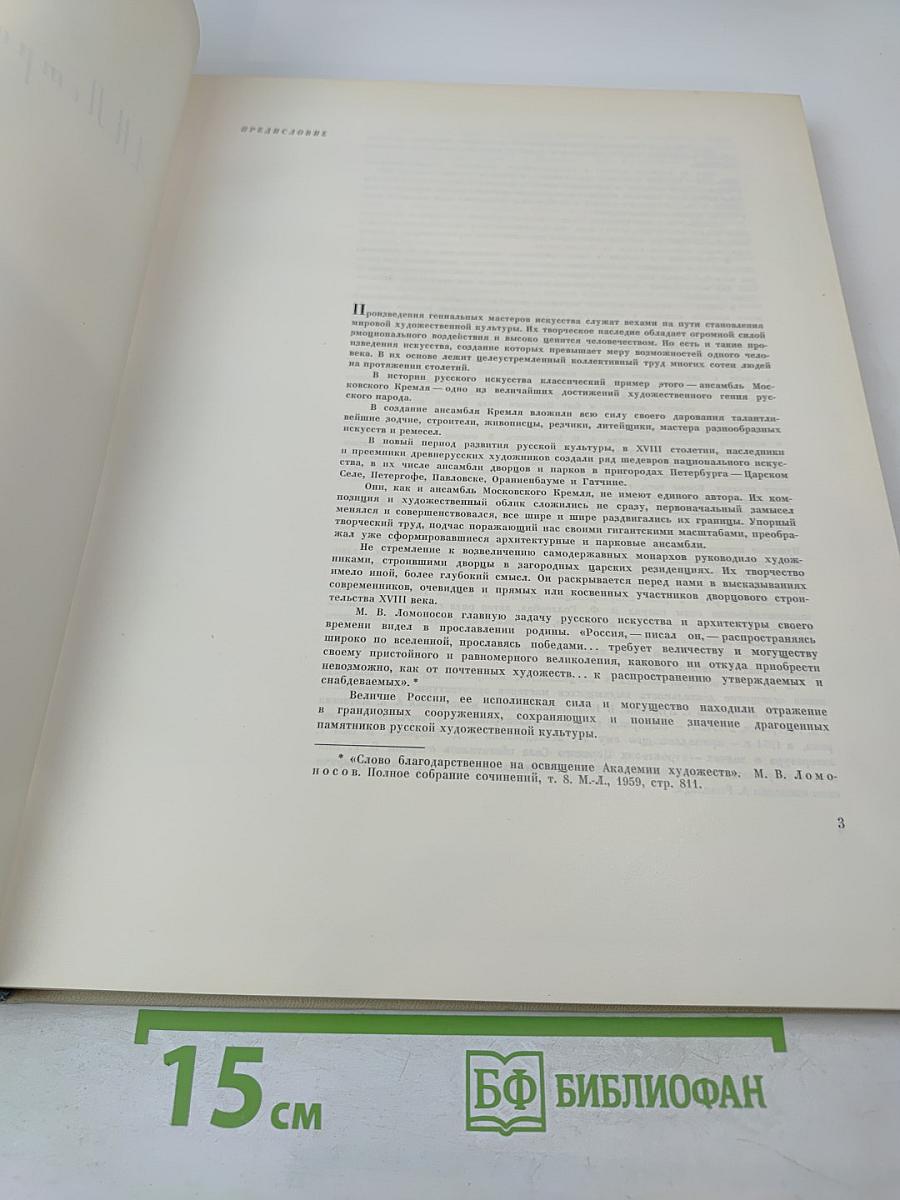 ПРЕДИСЛОВИЕ
Произведения гениальных мастеров искусства служат вехами на пути становления
мировой художественной культуры. Их творческое наследие обладает огромной силой
эмоционального воздействия и высоко ценится человечеством. Но есть и такие про-
изведения искусства, создание которых превышает меру возможностей одного чело-
века. В их основе лежит целеустремленный коллективный труд многих сотен людей
на протяжении столетий.
В истории русского искусства классический пример этого — ансамбль Мос-
ковского Кремля — одно из величайших достижений художественного гения рус-
ского народа.
В создание ансамбля Кремля вложили всю силу своего дарования талантли-
вейшие зодчие, строители, живописцы, резчики, литейщики, мастера разнообразных
искусств и ремесел.
В новый период развития русской культуры, в XVIII столетии, наследники
и преемники древнерусских художников создали ряд шедевров национального искус-
ства, в их числе ансамбли дворцов и парков в пригородах Петербурга — Царском
Селе, Петергофе, Павловске, Ораниенбауме и Гатчине.
Они, как и ансамбль Московского Кремля, не имеют единого автора. Их ком-
позиция и художественный облик сложились не сразу, первоначальный замысел
менялся и совершенствовался, все шире и шире раздвигались их границы. Упорный
творческий труд, подчас поражающий нас своими гигантскими масштабами, преобра-
жал уже сформировавшиеся архитектурные и парковые ансамбли.
Не стремление к возвеличению самодержавных монархов руководило худож-
никами, строившими дворцы в загородных царских резиденциях. Их творчество
имело иной, более глубокий смысл. Он раскрывается перед нами в высказываниях
современников, очевидцев и прямых или косвенных участников дворцового строи-
тельства XVIII века.
М. В. Ломоносов главную задачу русского искусства и архитектуры своего
времени видел в прославлении родины. «Россия, — писал он, — распространяясь
широко по вселенной, прославясь победами... требует величеству и могуществу
своему пристойного и равномерного великолепия, какового ни откуда приобрести
невозможно, как от почтенных художеств... к распространению утверждаемых и
снабдеваемых». *
Величие России, ее исполинская сила и могущество находили отражение
в грандиозных сооружениях, сохраняющих и поныне значение драгоценных
памятников русской художественной культуры.
* «Слово благодарственное на освящение Академии художеств». М. В. Ломо-
носов. Полное собрание сочинений, т. 8. М.-Л., 1959, стр. 811.
3
15 см
БФ БИБЛИОФАН